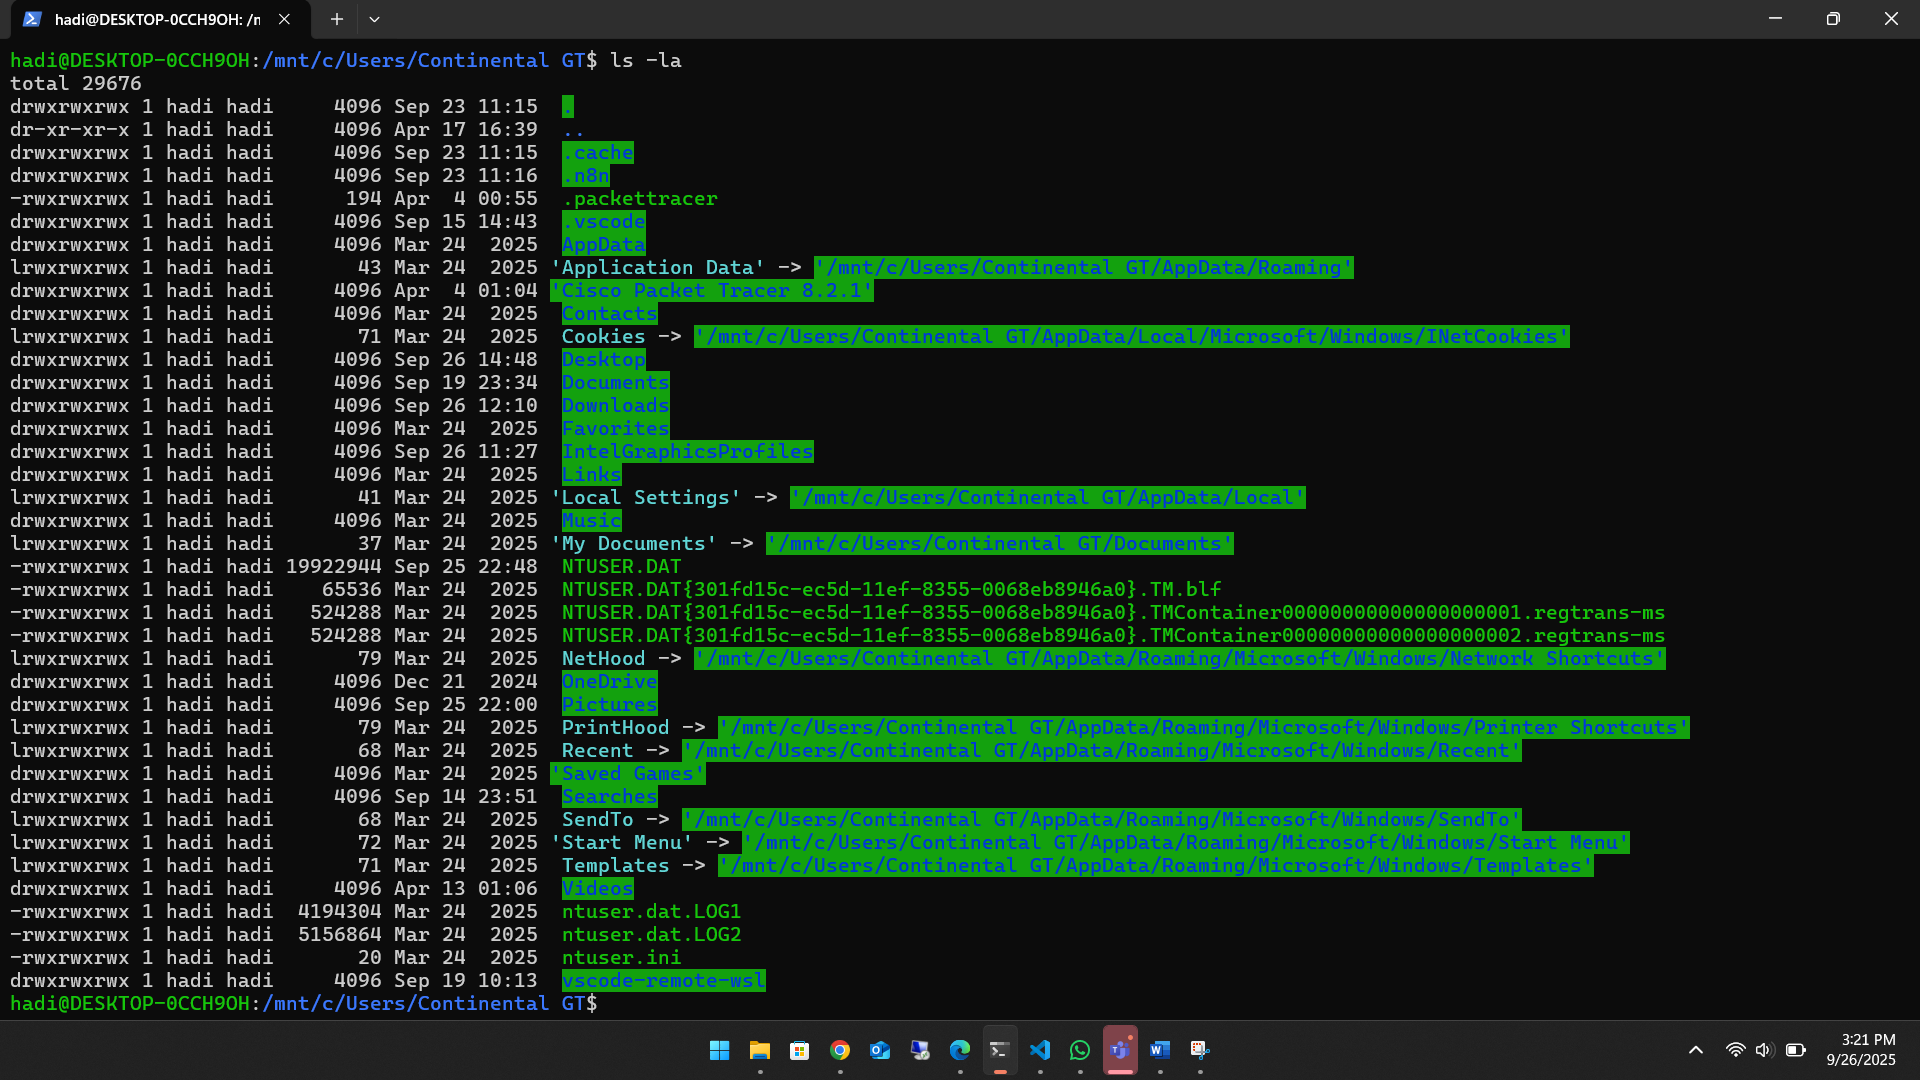 hadi@DESKTOP-0CCH9OH: /n
hadi@DESKTOP-0CCH9OH:/mnt/c/Users/Continental GT$ ls -la
total 29676
drwxrwxrwx 1 hadi hadi     4096 Sep 23 11:15  .
dr-xr-xr-x 1 hadi hadi     4096 Apr 17 16:39  ..
drwxrwxrwx 1 hadi hadi     4096 Sep 23 11:15  .cache
drwxrwxrwx 1 hadi hadi     4096 Sep 23 11:16  .n8n
-rwxrwxrwx 1 hadi hadi      194 Apr  4 00:55  .packettracer
drwxrwxrwx 1 hadi hadi     4096 Sep 15 14:43  .vscode
drwxrwxrwx 1 hadi hadi     4096 Mar 24  2025  AppData
lrwxrwxrwx 1 hadi hadi       43 Mar 24  2025 'Application Data' -> '/mnt/c/Users/Continental GT/AppData/Roaming'
drwxrwxrwx 1 hadi hadi     4096 Apr  4 01:04 'Cisco Packet Tracer 8.2.1'
drwxrwxrwx 1 hadi hadi     4096 Mar 24  2025  Contacts
lrwxrwxrwx 1 hadi hadi       71 Mar 24  2025  Cookies -> '/mnt/c/Users/Continental GT/AppData/Local/Microsoft/Windows/INetCookies'
drwxrwxrwx 1 hadi hadi     4096 Sep 26 14:48  Desktop
drwxrwxrwx 1 hadi hadi     4096 Sep 19 23:34  Documents
drwxrwxrwx 1 hadi hadi     4096 Sep 26 12:10  Downloads
drwxrwxrwx 1 hadi hadi     4096 Mar 24  2025  Favorites
drwxrwxrwx 1 hadi hadi     4096 Sep 26 11:27  IntelGraphicsProfiles
drwxrwxrwx 1 hadi hadi     4096 Mar 24  2025  Links
lrwxrwxrwx 1 hadi hadi       41 Mar 24  2025 'Local Settings' -> '/mnt/c/Users/Continental GT/AppData/Local'
drwxrwxrwx 1 hadi hadi     4096 Mar 24  2025  Music
lrwxrwxrwx 1 hadi hadi       37 Mar 24  2025 'My Documents' -> '/mnt/c/Users/Continental GT/Documents'
-rwxrwxrwx 1 hadi hadi 19922944 Sep 25 22:48  NTUSER.DAT
-rwxrwxrwx 1 hadi hadi    65536 Mar 24  2025  NTUSER.DAT{301fd15c-ec5d-11ef-8355-0068eb8946a0}.TM.blf
-rwxrwxrwx 1 hadi hadi   524288 Mar 24  2025  NTUSER.DAT{301fd15c-ec5d-11ef-8355-0068eb8946a0}.TMContainer00000000000000000001.regtrans-ms
-rwxrwxrwx 1 hadi hadi   524288 Mar 24  2025  NTUSER.DAT{301fd15c-ec5d-11ef-8355-0068eb8946a0}.TMContainer00000000000000000002.regtrans-ms
lrwxrwxrwx 1 hadi hadi       79 Mar 24  2025  NetHood -> '/mnt/c/Users/Continental GT/AppData/Roaming/Microsoft/Windows/Network Shortcuts'
drwxrwxrwx 1 hadi hadi     4096 Dec 21  2024  OneDrive
drwxrwxrwx 1 hadi hadi     4096 Sep 25 22:00  Pictures
lrwxrwxrwx 1 hadi hadi       79 Mar 24  2025  PrintHood -> '/mnt/c/Users/Continental GT/AppData/Roaming/Microsoft/Windows/Printer Shortcuts'
lrwxrwxrwx 1 hadi hadi       68 Mar 24  2025  Recent -> '/mnt/c/Users/Continental GT/AppData/Roaming/Microsoft/Windows/Recent'
drwxrwxrwx 1 hadi hadi     4096 Mar 24  2025 'Saved Games'
drwxrwxrwx 1 hadi hadi     4096 Sep 14 23:51  Searches
lrwxrwxrwx 1 hadi hadi       68 Mar 24  2025  SendTo -> '/mnt/c/Users/Continental GT/AppData/Roaming/Microsoft/Windows/SendTo'
lrwxrwxrwx 1 hadi hadi       72 Mar 24  2025 'Start Menu' -> '/mnt/c/Users/Continental GT/AppData/Roaming/Microsoft/Windows/Start Menu'
lrwxrwxrwx 1 hadi hadi       71 Mar 24  2025  Templates -> '/mnt/c/Users/Continental GT/AppData/Roaming/Microsoft/Windows/Templates'
drwxrwxrwx 1 hadi hadi     4096 Apr 13 01:06  Videos
-rwxrwxrwx 1 hadi hadi  4194304 Mar 24  2025  ntuser.dat.LOG1
-rwxrwxrwx 1 hadi hadi  5156864 Mar 24  2025  ntuser.dat.LOG2
-rwxrwxrwx 1 hadi hadi       20 Mar 24  2025  ntuser.ini
drwxrwxrwx 1 hadi hadi     4096 Sep 19 10:13  vscode-remote-wsl
hadi@DESKTOP-0CCH9OH:/mnt/c/Users/Continental GT$
3:21 PM
9/26/2025